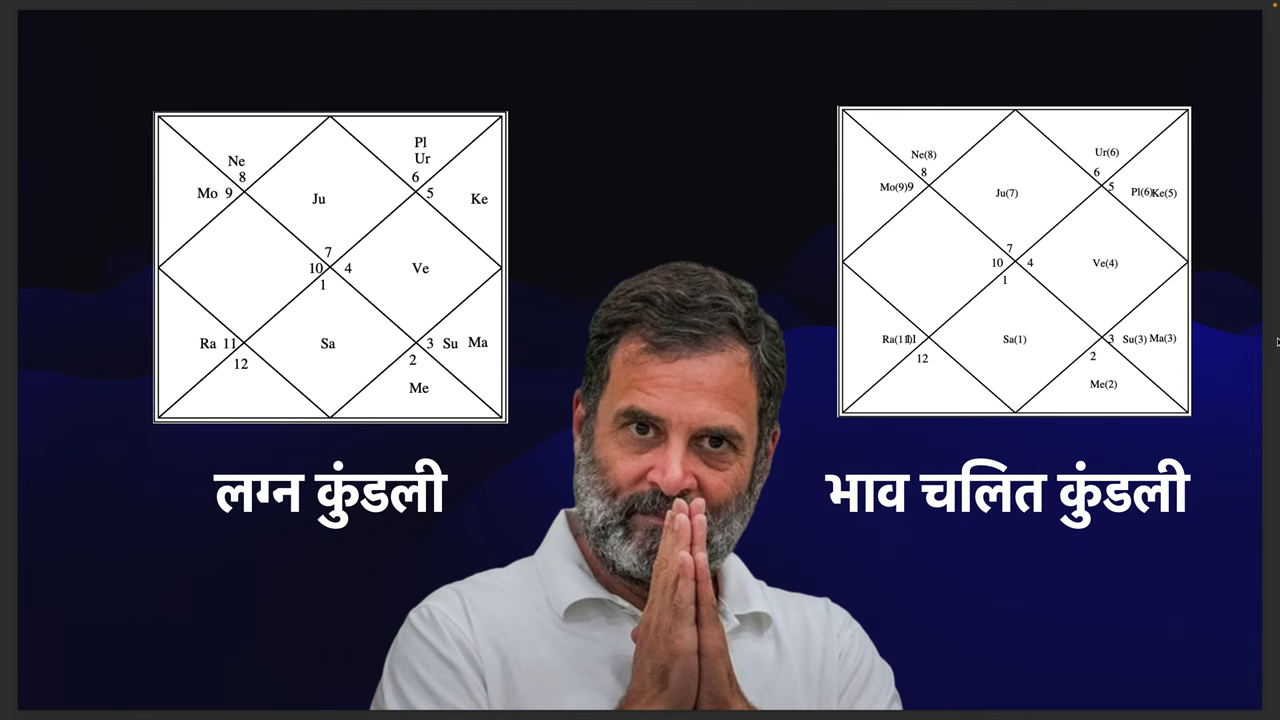 Pl
Ne Ur
8 6
Mo 9 Ju 5 Ke
7
10 4 Ve
1
Ra 11 Sa 3 Su Ma
12 2
Me
लग्न कुंडली
Ne(8) Ur(6)
8 6
Mo(9)9 Ju(7) 5 Pl(6) Ke(5)
7
10 4 Ve(4)
1
Ra(11) 11 Sa(1) 3 Su(3) Ma(3)
12 2
Me(2)
भाव चलित कुंडली